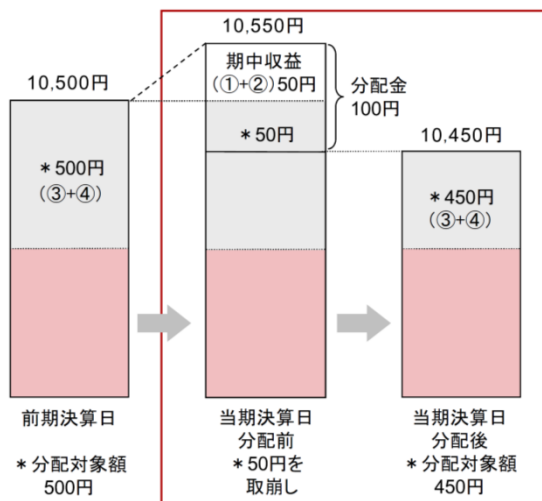 10,550円
期中収益
(①+②)50円
分配金
100円
10,500円
＊50円
10,450円
＊500円
(③+④)
＊450円
(③+④)
前期決算日
＊分配対象額
500円
当期決算日
分配前
＊50円を
取崩し
当期決算日
分配後
＊分配対象額
450円